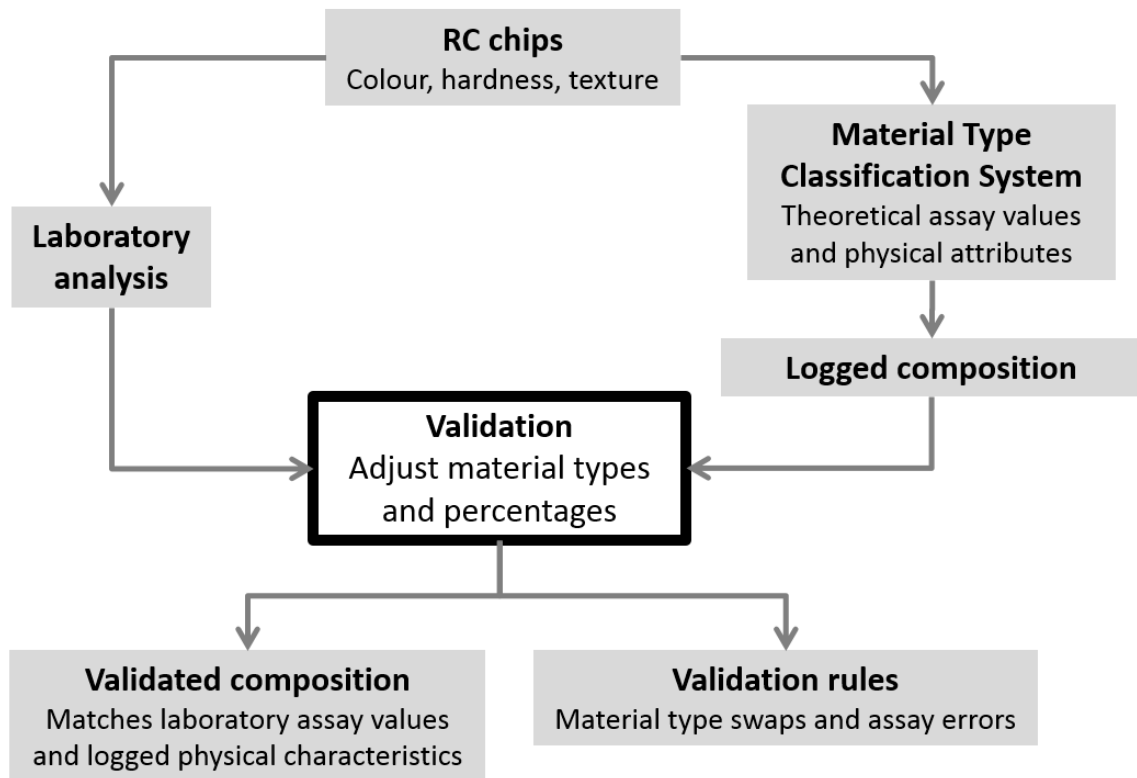 RC chips
Colour, hardness, texture
Material Type
Classification System
Theoretical assay values
and physical attributes
Laboratory
analysis
Logged composition
Validation
Adjust material types
and percentages
Validated composition
Matches laboratory assay values
and logged physical characteristics
Validation rules
Material type swaps and assay errors